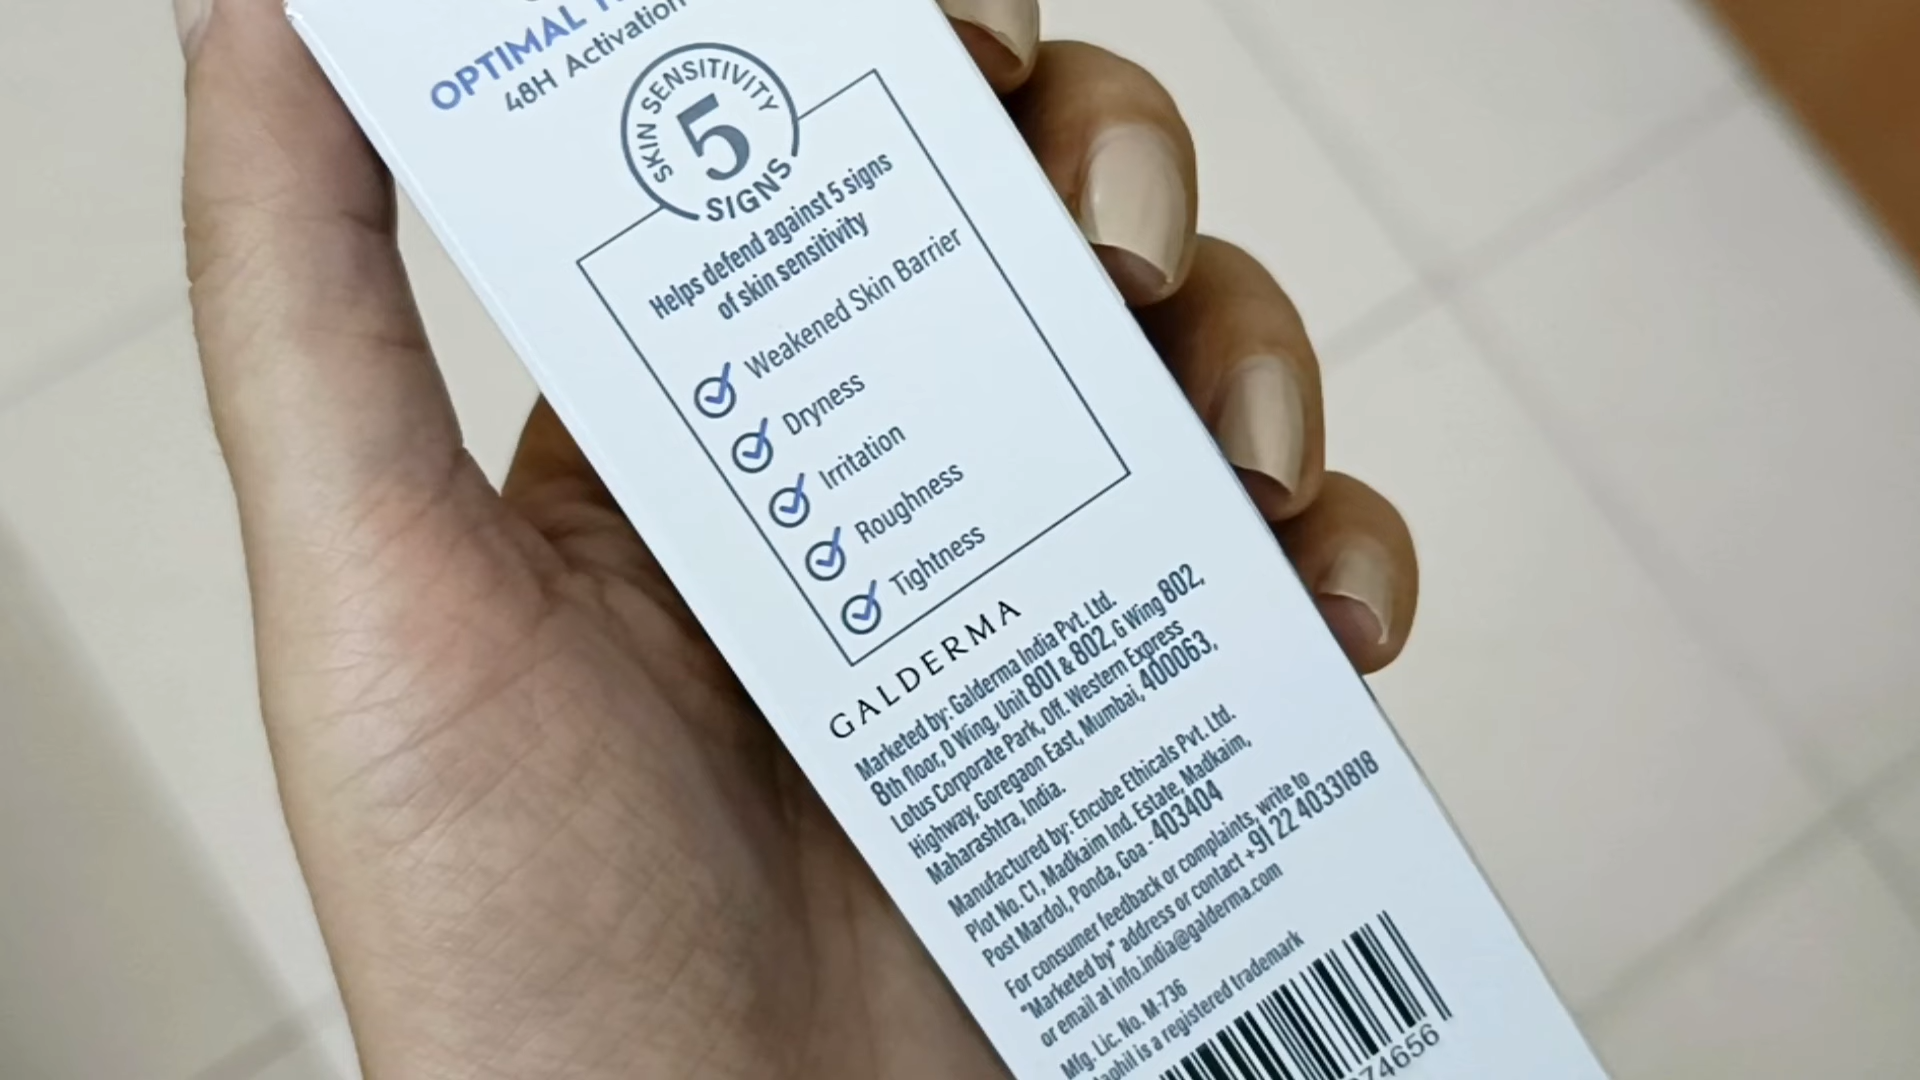 OPTIMAL
48H Activation
SKIN SENSITIVITY
5
SIGNS
Helps defend against 5 signs
of skin sensitivity
Weakened Skin Barrier
Dryness
Irritation
Roughness
Tightness
GALDERMA
Marketed by: Galderma India Pvt. Ltd.
8th floor, D Wing, Unit 801 & 802, G Wing 802,
Lotus Corporate Park, Off. Western Express
Highway, Goregaon East, Mumbai, 400063,
Maharashtra, India.
Manufactured by: Encube Ethicals Pvt. Ltd.
Plot No. C1, Madkaim Ind. Estate, Madkaim,
Post Mardol, Ponda, Goa - 403404
For consumer feedback or complaints, write to
"Marketed by" address or contact +91 22 40331818
or email at info.india@galderma.com
Mfg. Lic. No. M-736
is a registered trademark
74656